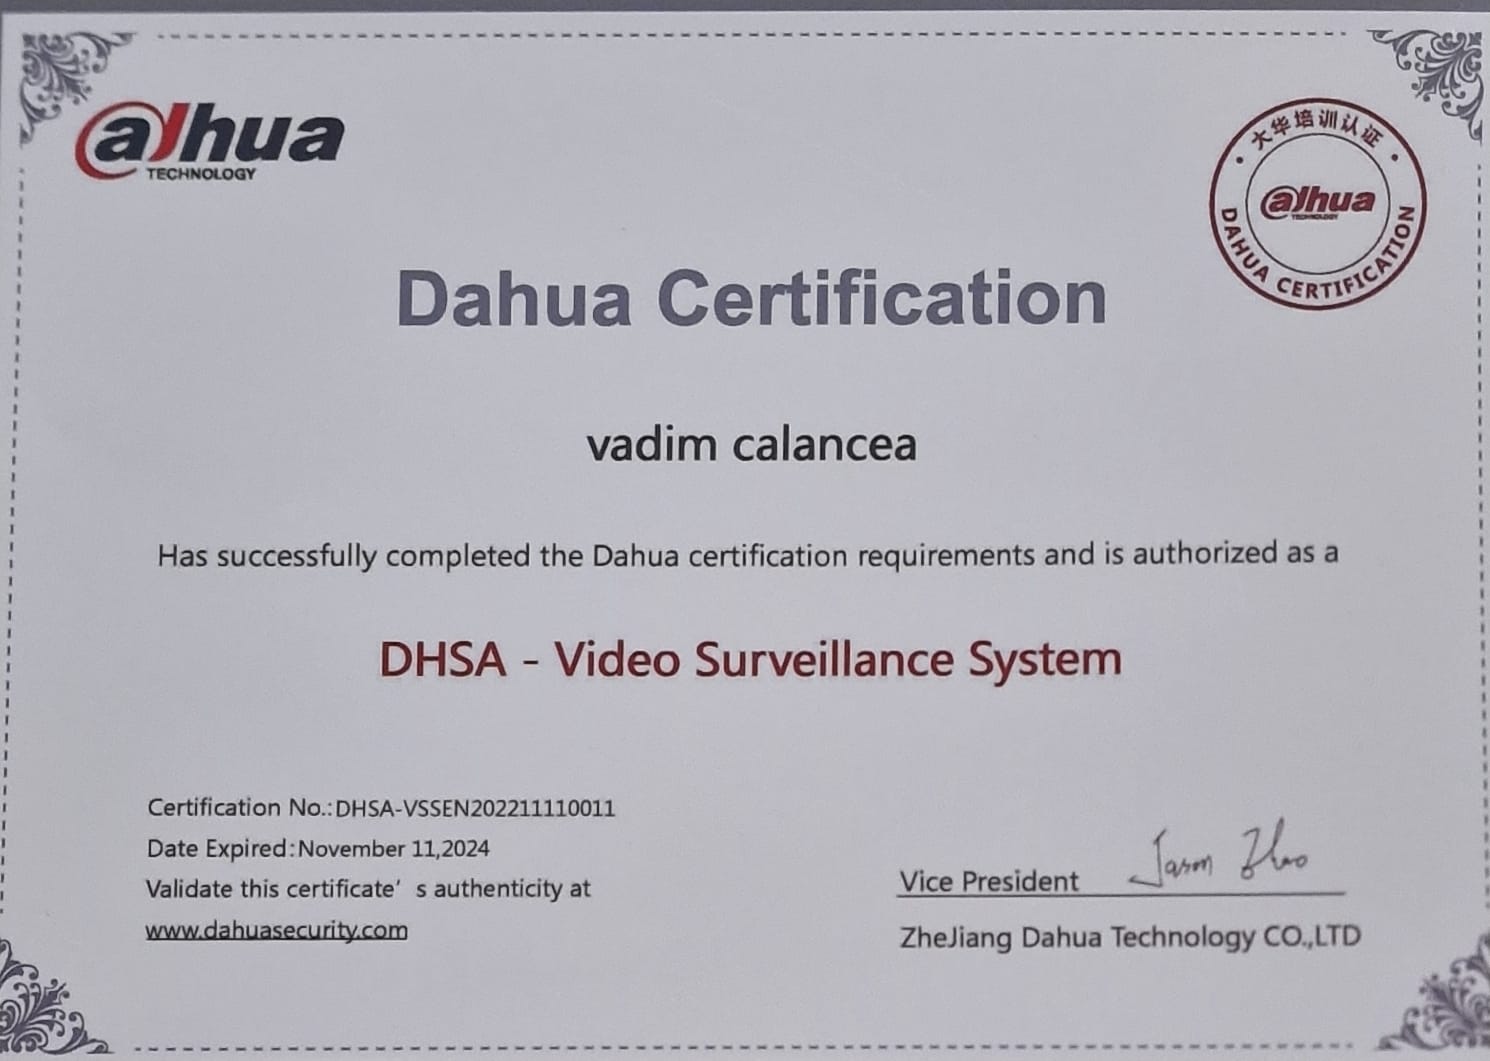 alhua
TECHNOLOGY
大华培训认证
alhua
TECHNOLOGY
DAHUA CERTIFICATION
Dahua Certification
vadim calancea
Has successfully completed the Dahua certification requirements and is authorized as a
DHSA - Video Surveillance System
Certification No.:DHSA-VSSEN202211110011
Date Expired:November 11,2024
Validate this certificate’ s authenticity at
www.dahuasecurity.com
Vice President Jason Zhao
ZheJiang Dahua Technology CO.,LTD